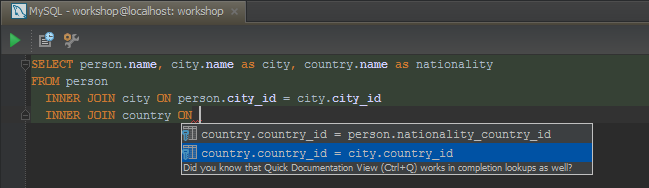 MySQL - workshop@localhost: workshop
SELECT person.name, city.name as city, country.name as nationality
FROM person
INNER JOIN city ON person.city_id = city.city_id
INNER JOIN country ON
country.country_id = person.nationality_country_id
country.country_id = city.country_id
Did you know that Quick Documentation View (Ctrl+Q) works in completion lookups as well?